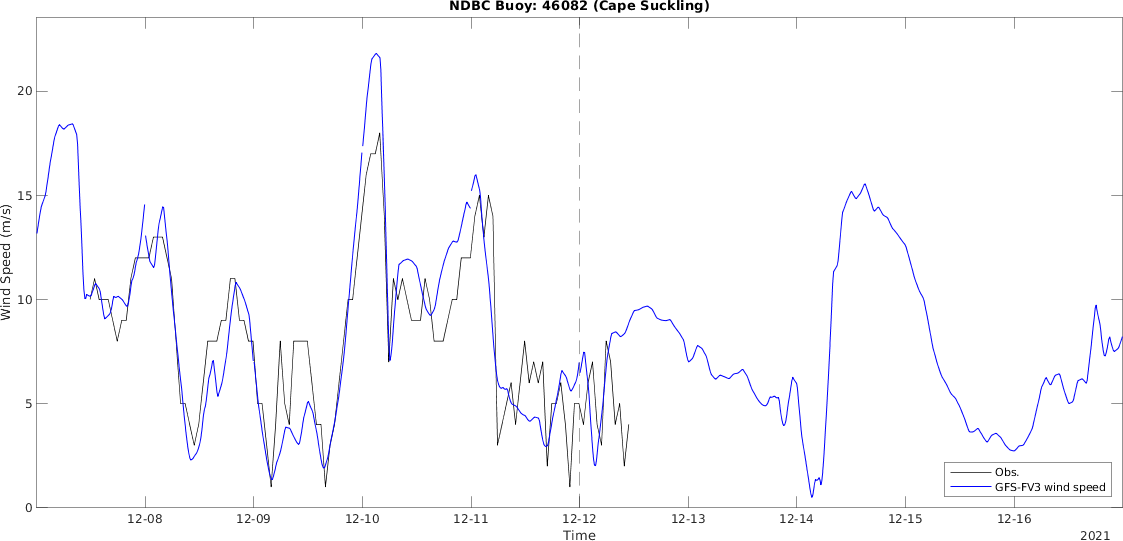 NDBC Buoy: 46082 (Cape Suckling)
Wind Speed (m/s)
20
15
10
5
0
12-08 12-09 12-10 12-11 12-12 12-13 12-14 12-15 12-16
Time
2021
Obs.
GFS-FV3 wind speed